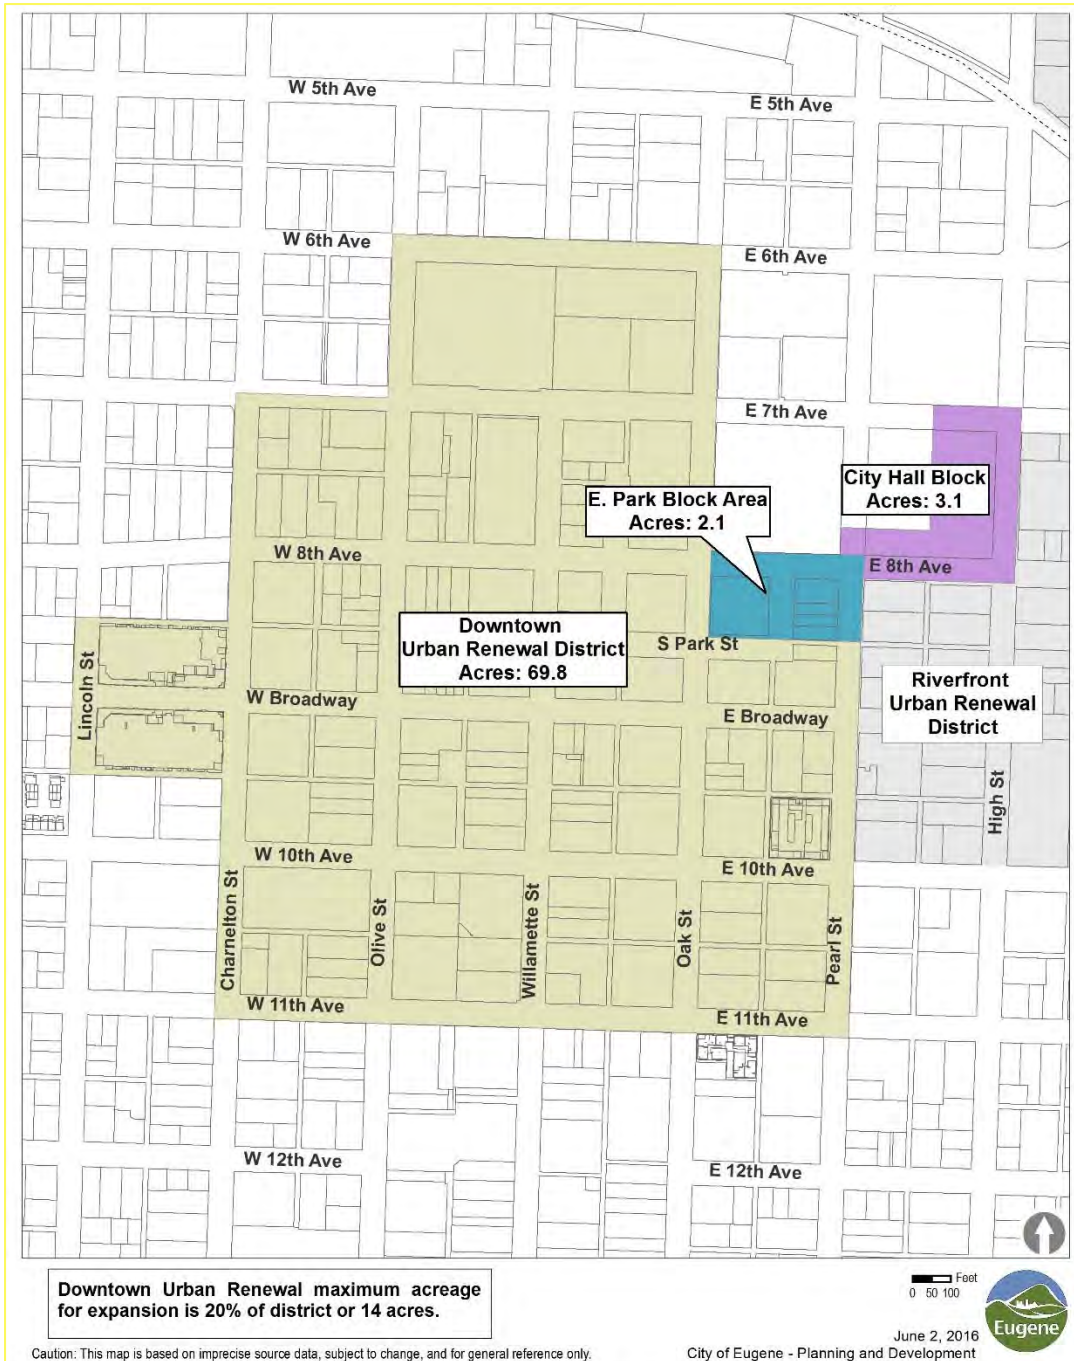 W 5th Ave
E 5th Ave
W 6th Ave
E 6th Ave
E 7th Ave
City Hall Block
Acres: 3.1
E. Park Block Area
Acres: 2.1
W 8th Ave
E 8th Ave
Downtown
Urban Renewal District
Acres: 69.8
S Park St
Lincoln St
Riverfront
Urban Renewal
District
W Broadway
E Broadway
High St
W 10th Ave
E 10th Ave
Charnelton St
Olive St
Willamette St
Oak St
Pearl St
W 11th Ave
E 11th Ave
W 12th Ave
E 12th Ave
Downtown Urban Renewal maximum acreage
for expansion is 20% of district or 14 acres.
Feet
0 50 100
Eugene
June 2, 2016
Caution: This map is based on imprecise source data, subject to change, and for general reference only.
City of Eugene - Planning and Development